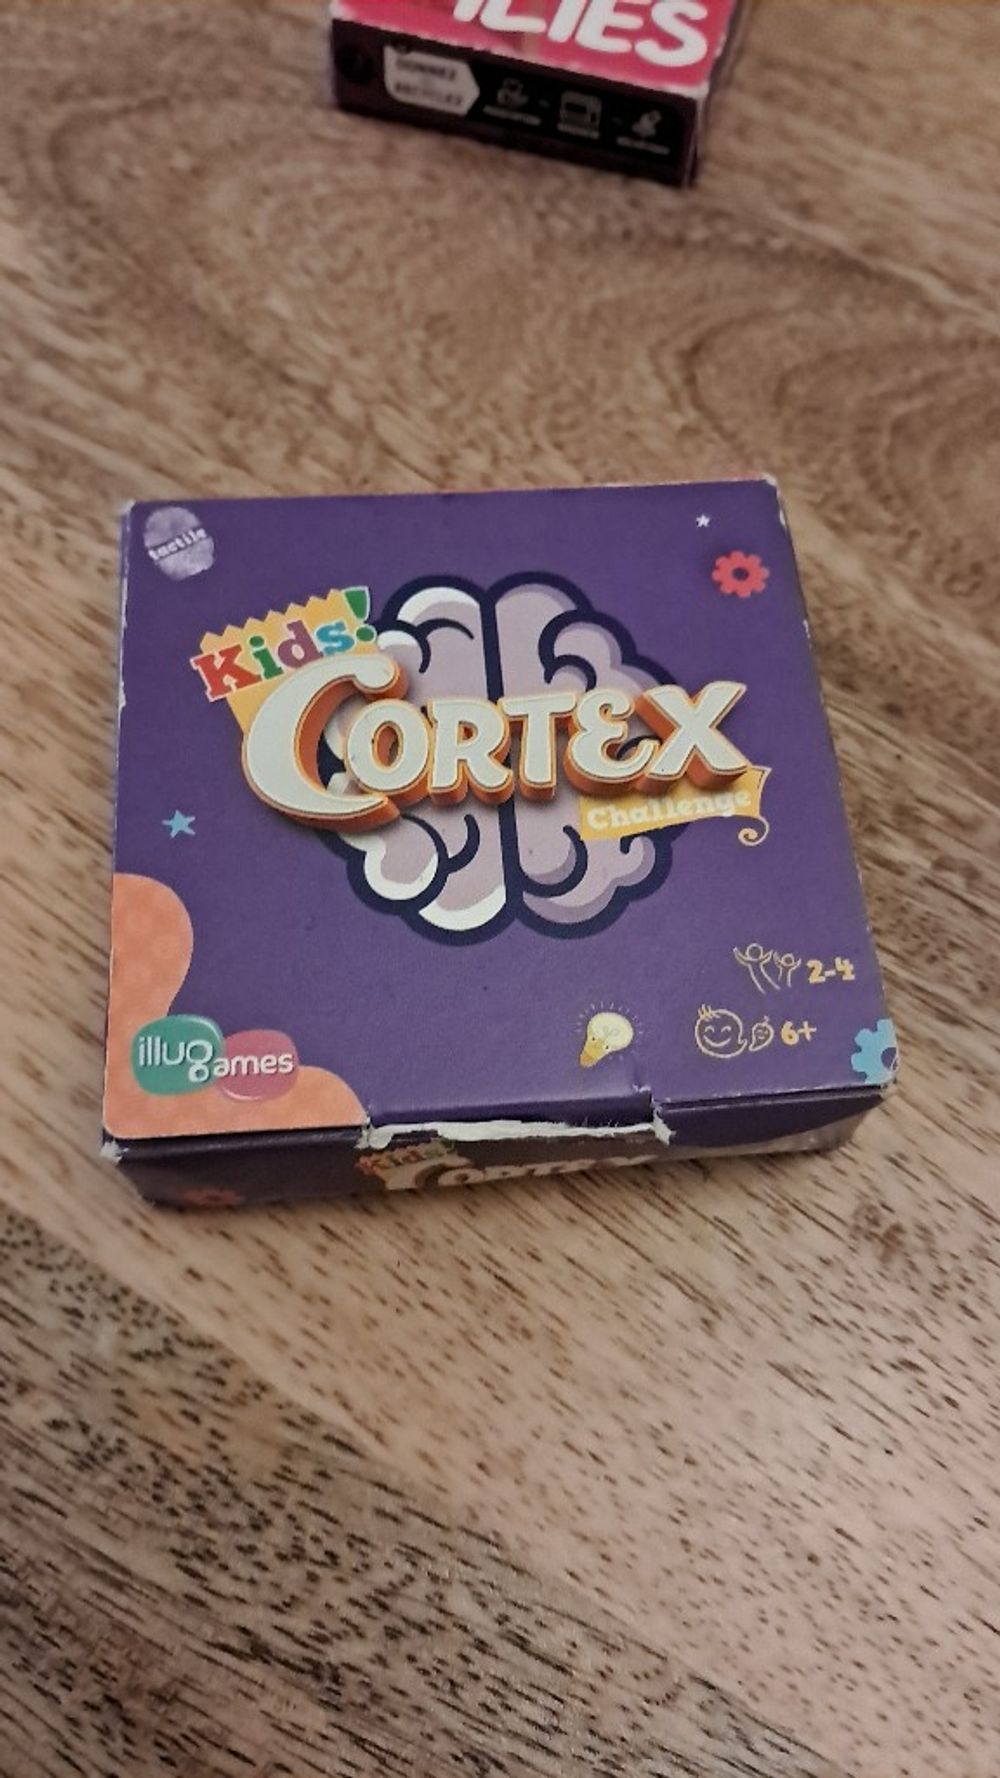 ILIES
tactile
Kids!
CORTEX
Challenge
2-4
6+
illugames
Kids!
CORTEX